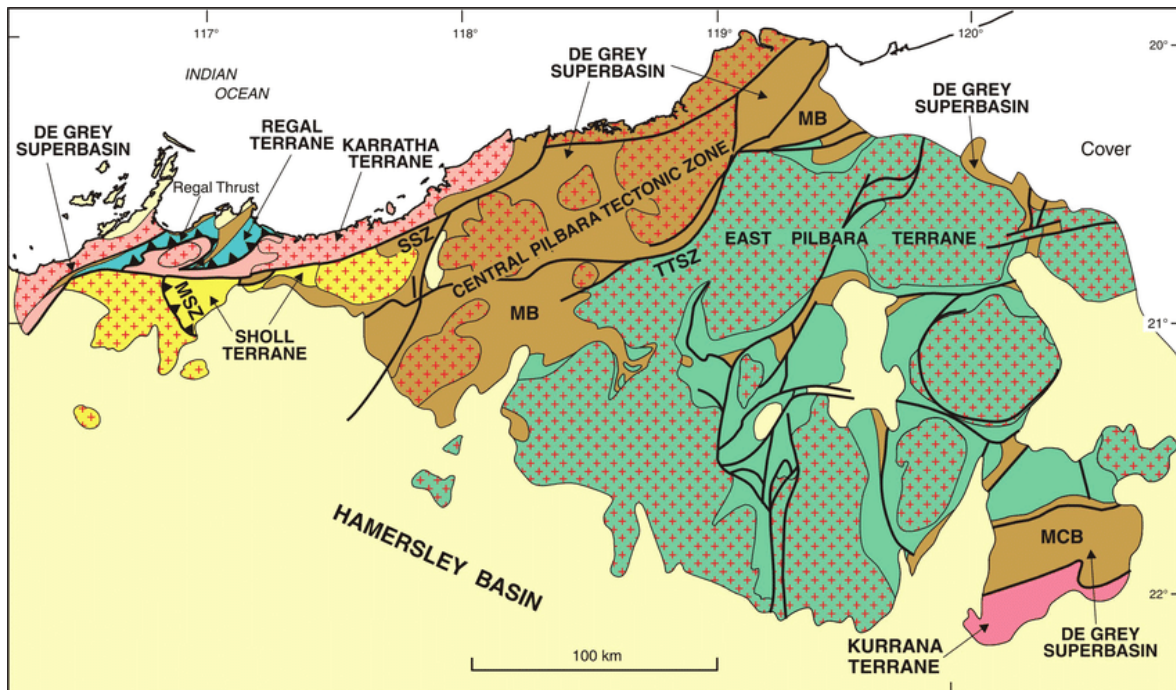 117°
118°
119°
120°
20°
INDIAN
OCEAN
DE GREY
SUPERBASIN
DE GREY
SUPERBASIN
DE GREY
SUPERBASIN
REGAL
TERRANE
KARRATHA
TERRANE
Regal Thrust
MB
Cover
SSZ
CENTRAL PILBARA TECTONIC ZONE
EAST PILBARA TERRANE
TTSZ
MSZ
SHOLL
TERRANE
MB
21°
HAMERSLEY BASIN
MCB
22°
KURRANA
TERRANE
DE GREY
SUPERBASIN
100 km